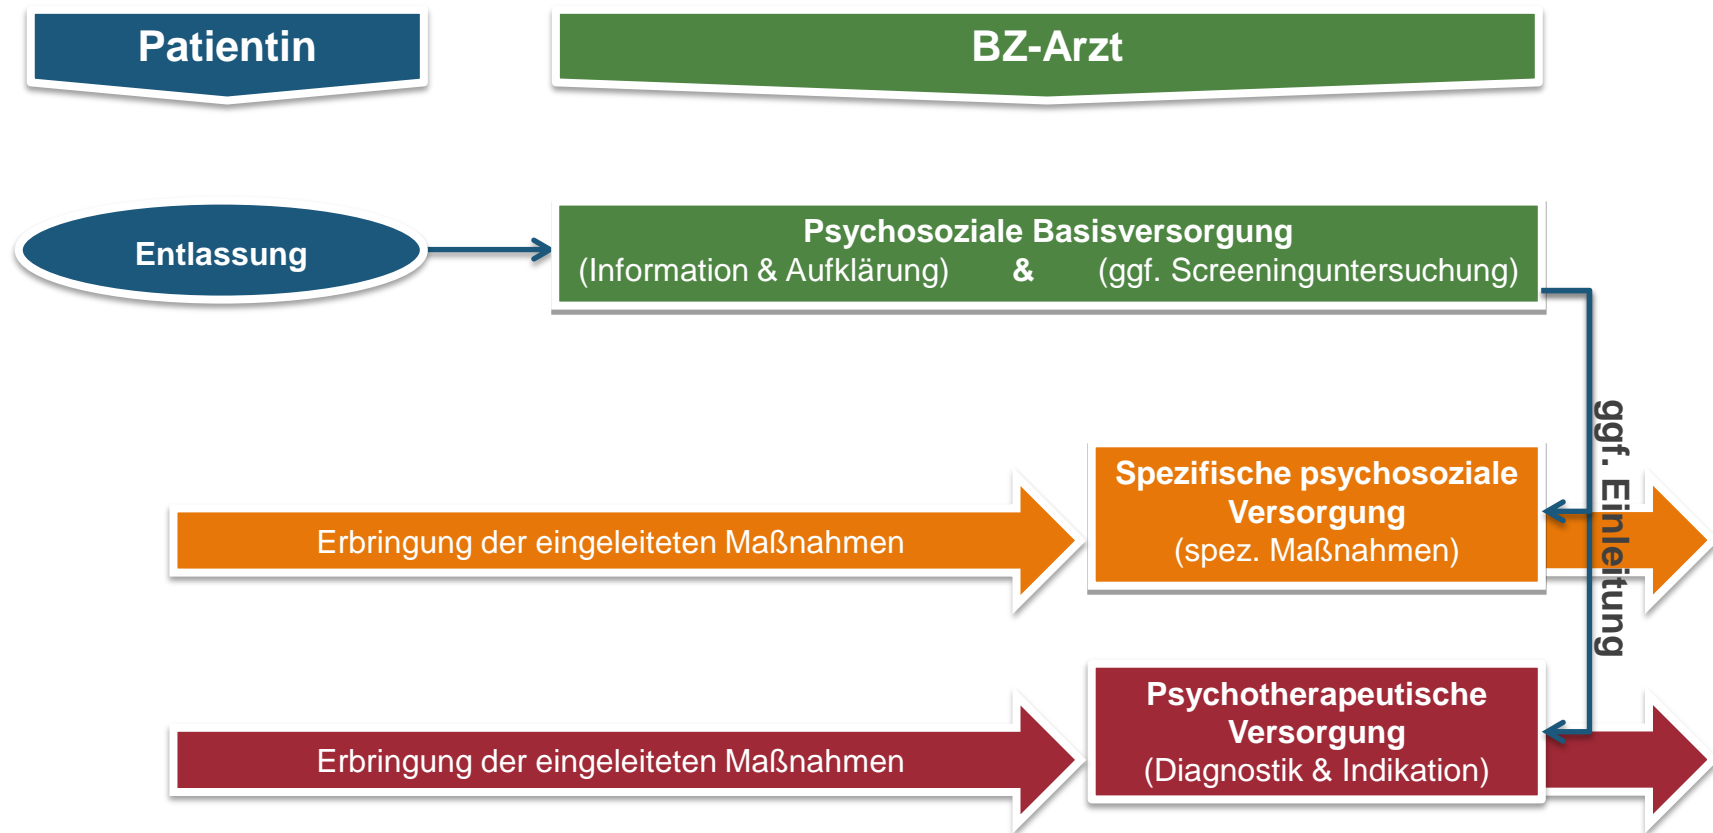 Patientin
BZ-Arzt
Entlassung
Psychosoziale Basisversorgung
(Information & Aufklärung) & (ggf. Screeninguntersuchung)
ggf. Einleitung
Spezifische psychosoziale
Versorgung
(spez. Maßnahmen)
Erbringung der eingeleiteten Maßnahmen
Psychotherapeutische
Versorgung
(Diagnostik & Indikation)
Erbringung der eingeleiteten Maßnahmen